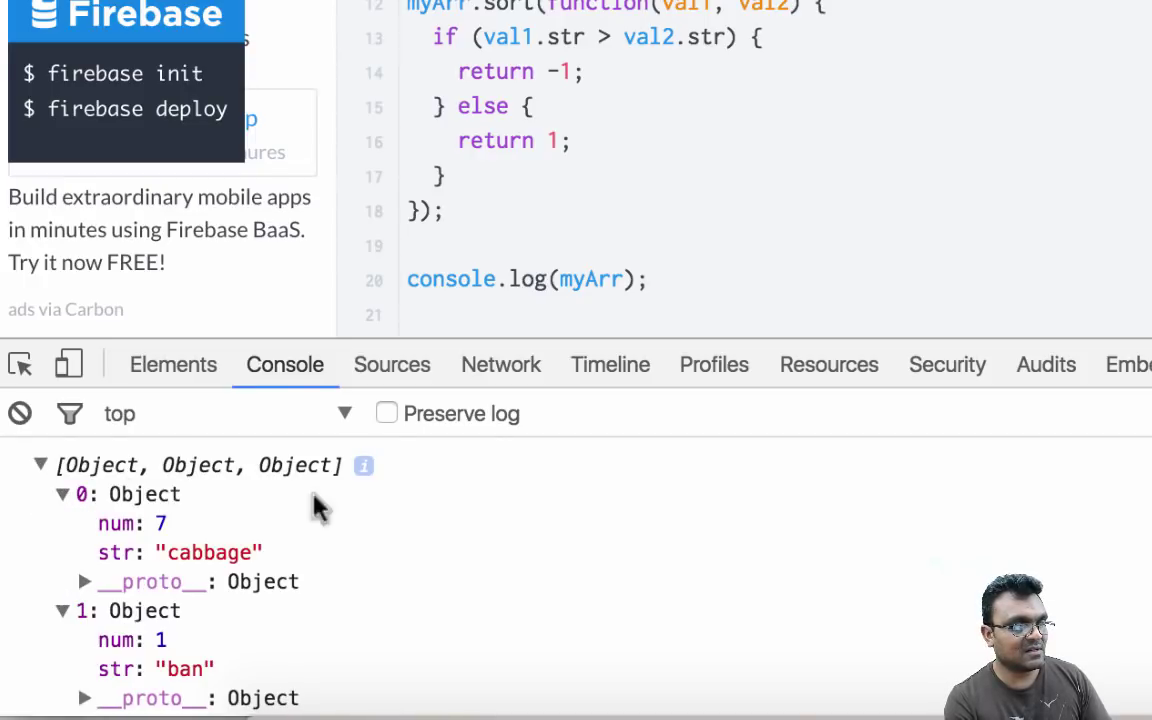 Firebase
s
$ firebase init
$ firebase deploy
p
ures
Build extraordinary mobile apps
in minutes using Firebase BaaS.
Try it now FREE!
ads via Carbon
12 myArr.sort(function(val1, val2) {
13 if (val1.str > val2.str) {
14 return -1;
15 } else {
16 return 1;
17 }
18 });
19
20 console.log(myArr);
21
Elements Console Sources Network Timeline Profiles Resources Security Audits Embe
top Preserve log
[Object, Object, Object] i
0: Object
num: 7
str: "cabbage"
__proto__: Object
1: Object
num: 1
str: "ban"
__proto__: Object